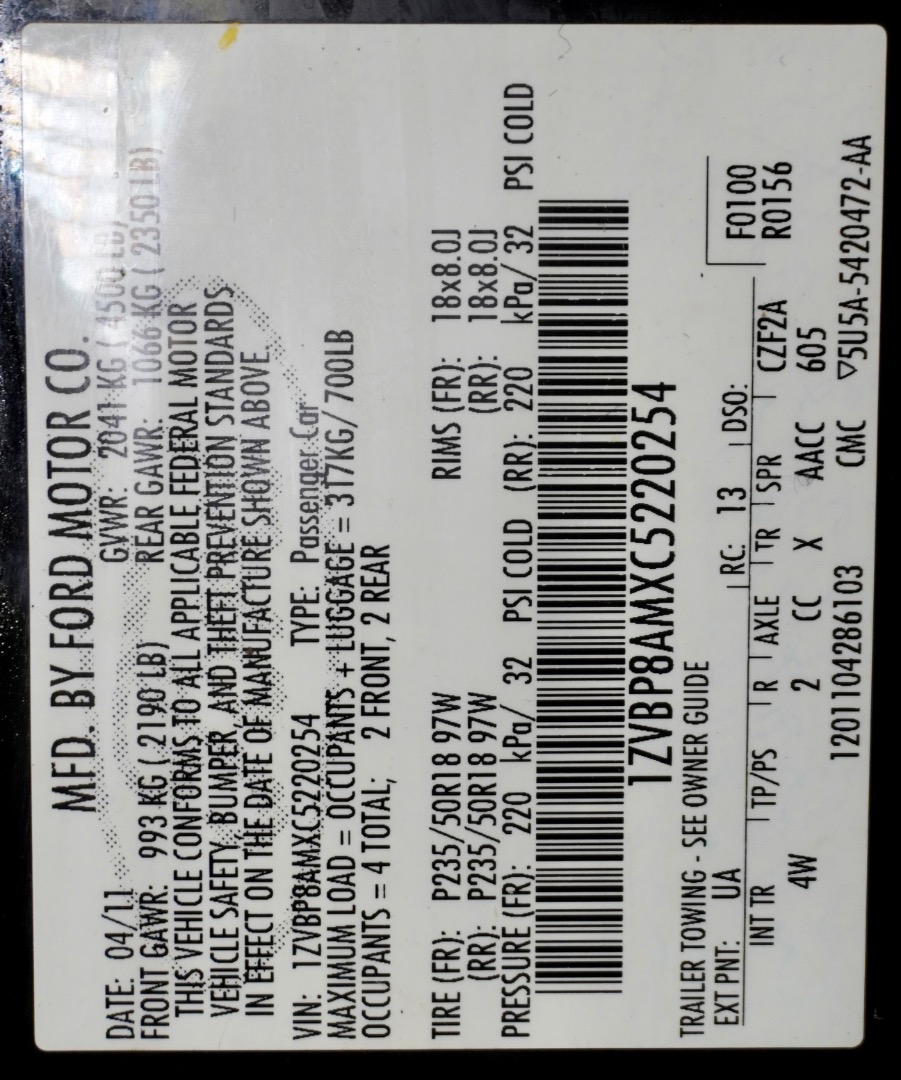 MFD. BY FORD MOTOR CO.
DATE: 04/11 GVWR: 2041 KG ( 4500 LB)
FRONT GAWR: 993 KG ( 2190 LB) REAR GAWR: 1066 KG ( 2350 LB)
THIS VEHICLE CONFORMS TO ALL APPLICABLE FEDERAL MOTOR
VEHICLE SAFETY, BUMPER, AND THEFT PREVENTION STANDARDS
IN EFFECT ON THE DATE OF MANUFACTURE SHOWN ABOVE.
VIN: 1ZVBP8AMXC5220254 TYPE: Passenger Car
MAXIMUM LOAD = OCCUPANTS + LUGGAGE = 317KG/ 700LB
OCCUPANTS = 4 TOTAL; 2 FRONT, 2 REAR
TIRE (FR): P235/50R18 97W RIMS (FR): 18x8.0J
(RR): P235/50R18 97W (RR): 18x8.0J
PRESSURE (FR): 220 kPa/ 32 PSI COLD (RR): 220 kPa/ 32 PSI COLD
1ZVBP8AMXC5220254
TRAILER TOWING - SEE OWNER GUIDE
EXT PNT: UA RC: 13 DSO: F0100
INT TR TP/PS R AXLE TR SPR CZF2A R0156
4W 2 CC X AACC 605
1201104286103 CMC ▽5U5A-5420472-AA